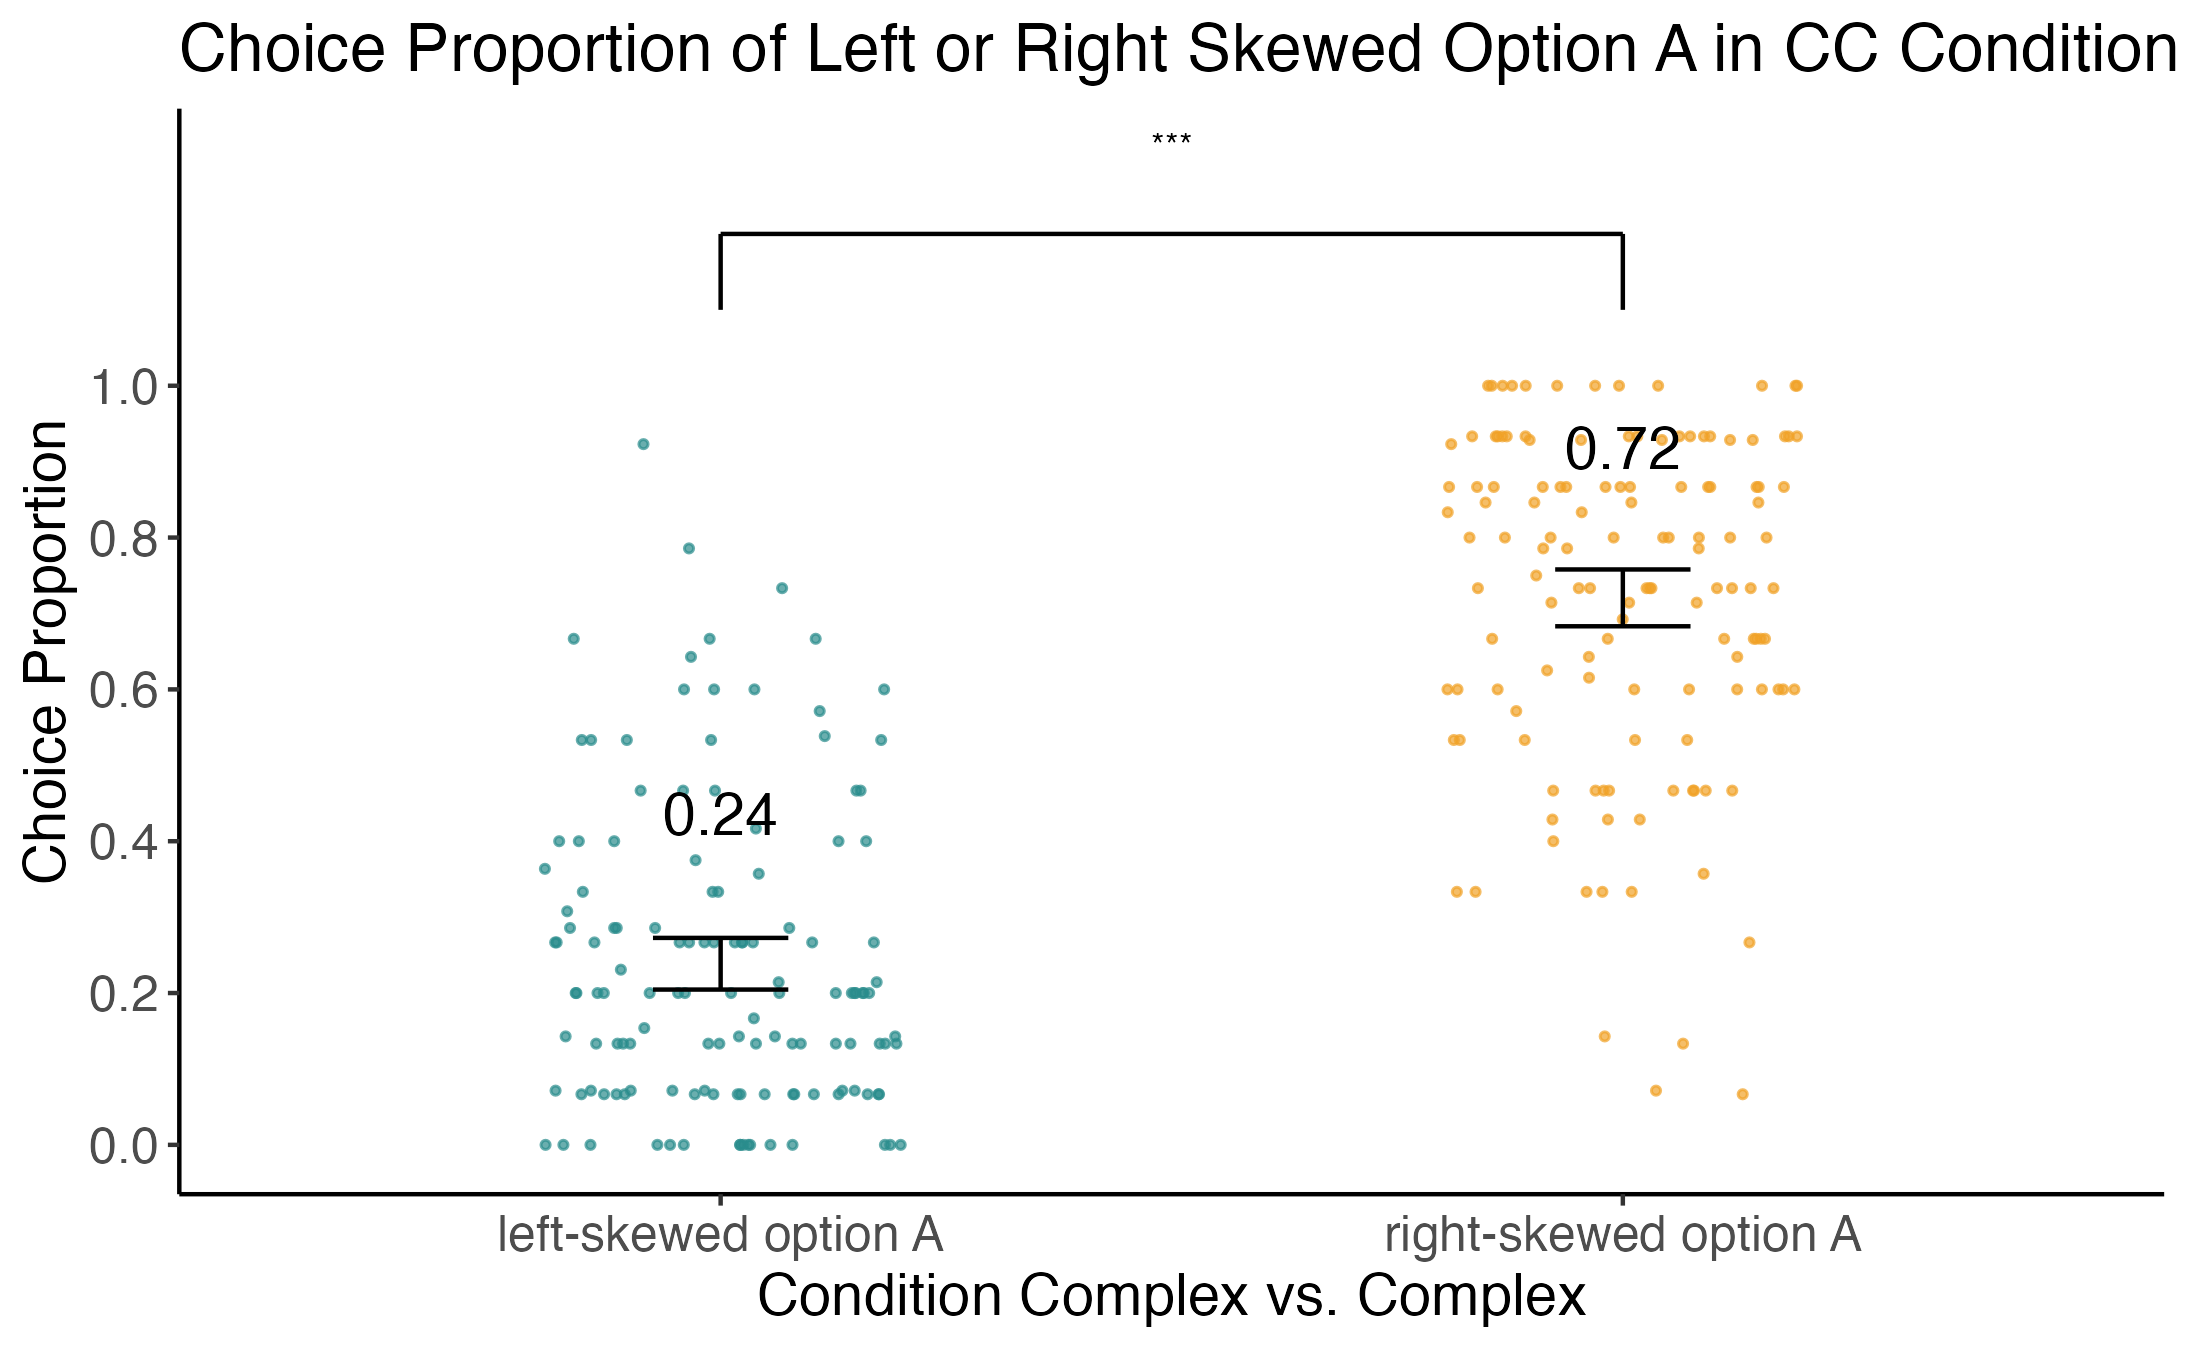 Choice Proportion of Left or Right Skewed Option A in CC Condition
***
1.0
0.72
0.8
0.6
0.24
0.4
0.2
0.0
Choice Proportion
left-skewed option A
right-skewed option A
Condition Complex vs. Complex